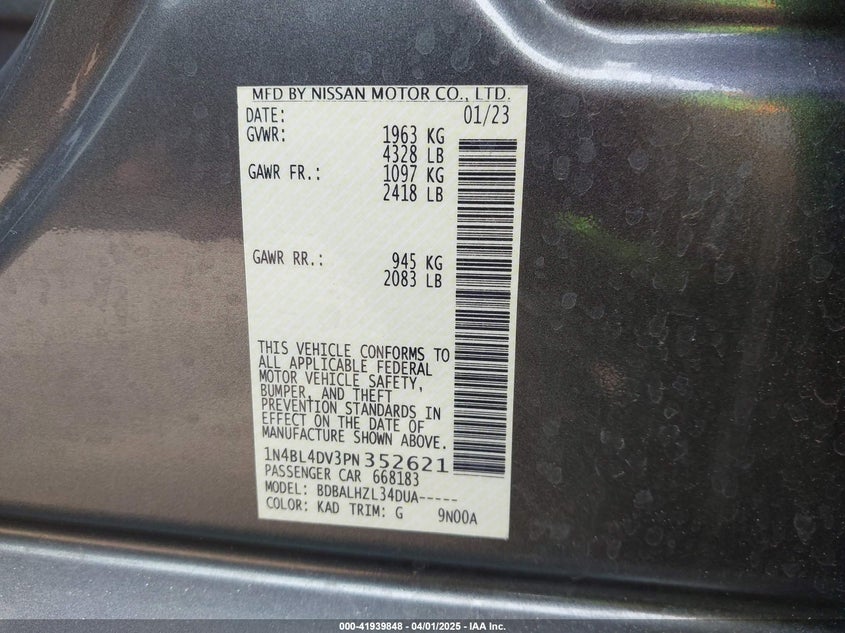 MFD BY NISSAN MOTOR CO., LTD.
DATE: 01/23
GVWR: 1963 KG
4328 LB
GAWR FR.: 1097 KG
2418 LB
GAWR RR.: 945 KG
2083 LB
THIS VEHICLE CONFORMS TO
ALL APPLICABLE FEDERAL
MOTOR VEHICLE SAFETY,
BUMPER, AND THEFT
PREVENTION STANDARDS IN
EFFECT ON THE DATE OF
MANUFACTURE SHOWN ABOVE.
1N4BL4DV3PN352621
PASSENGER CAR 668183
MODEL: BDBALHZL34DUA-----
COLOR: KAD TRIM: G 9N00A
000-41939848 - 04/01/2025 - IAA Inc.